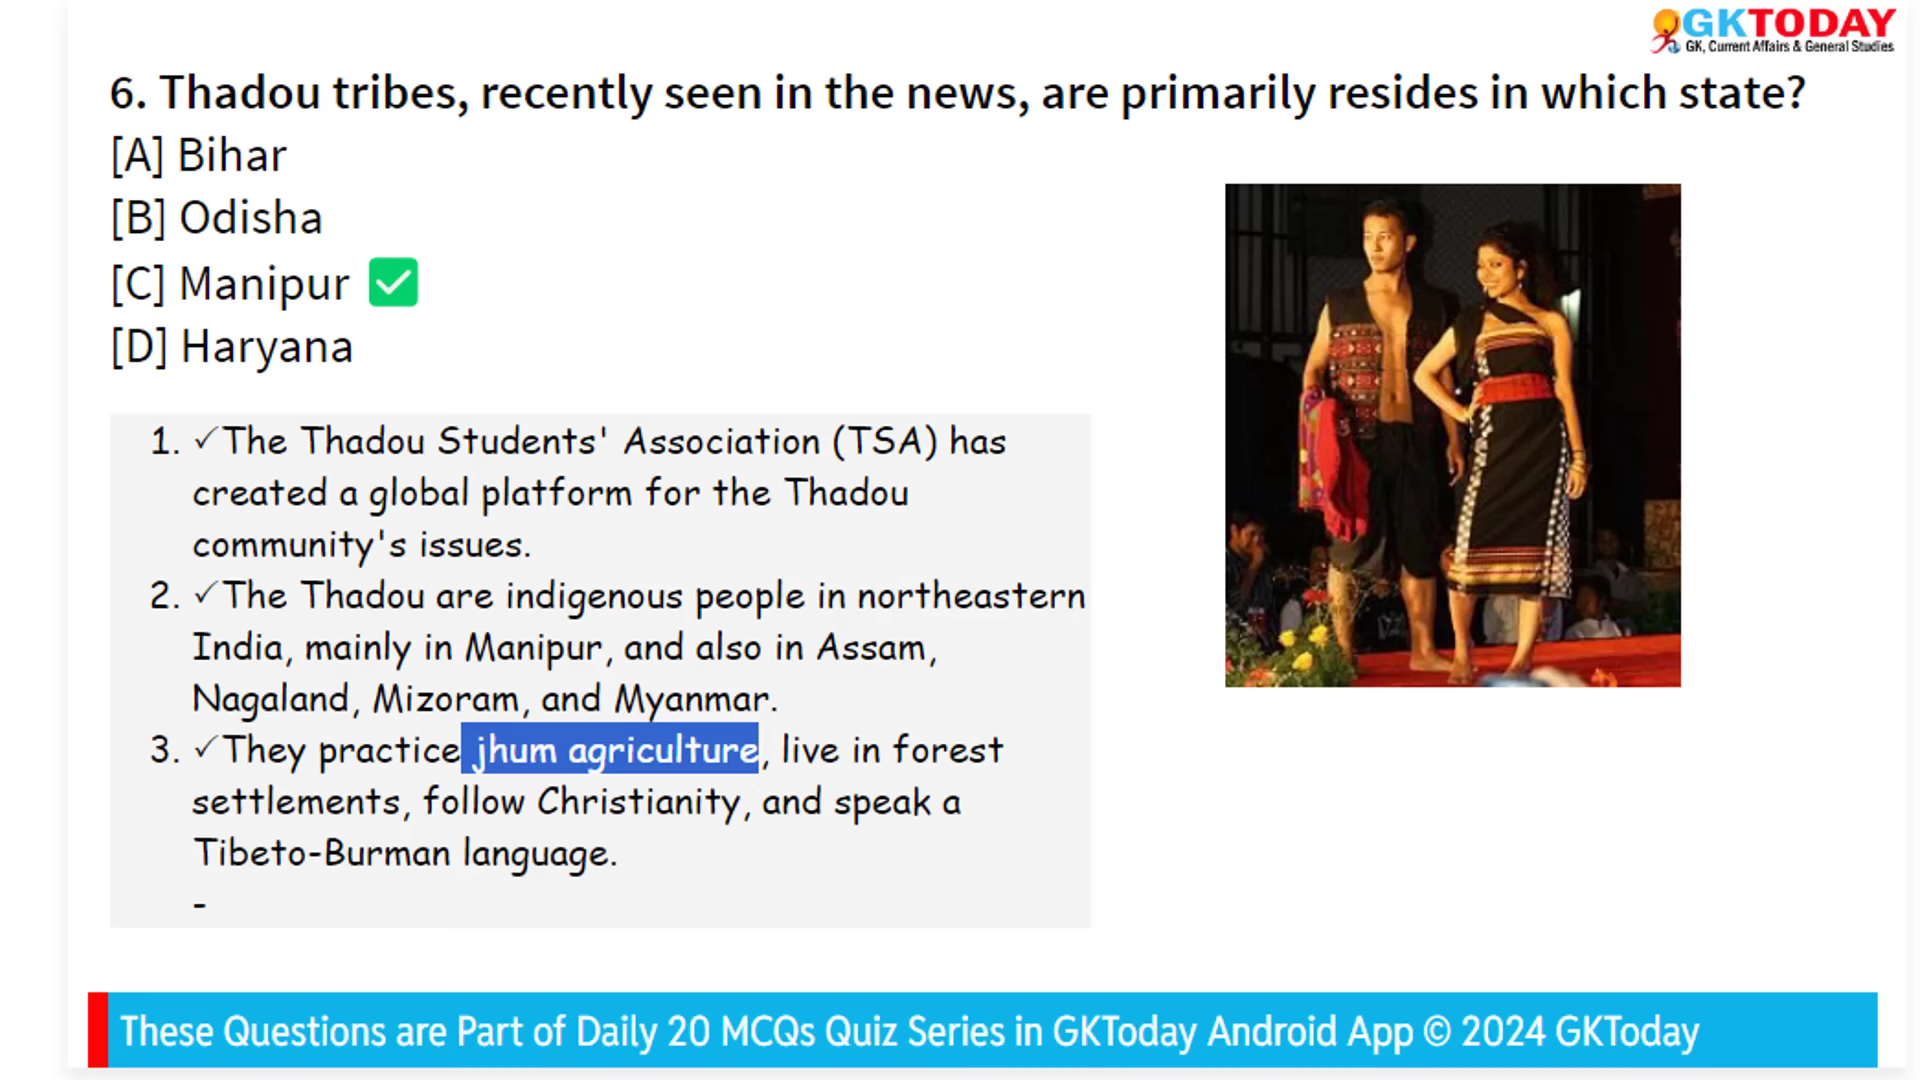 GKTODAY
GK, Current Affairs & General Studies
6. Thadou tribes, recently seen in the news, are primarily resides in which state?
[A] Bihar
[B] Odisha
[C] Manipur ✅
[D] Haryana
1. ✓The Thadou Students' Association (TSA) has
created a global platform for the Thadou
community's issues.
2. ✓The Thadou are indigenous people in northeastern
India, mainly in Manipur, and also in Assam,
Nagaland, Mizoram, and Myanmar.
3. ✓They practice jhum agriculture, live in forest
settlements, follow Christianity, and speak a
Tibeto-Burman language.
-
These Questions are Part of Daily 20 MCQs Quiz Series in GKToday Android App © 2024 GKToday